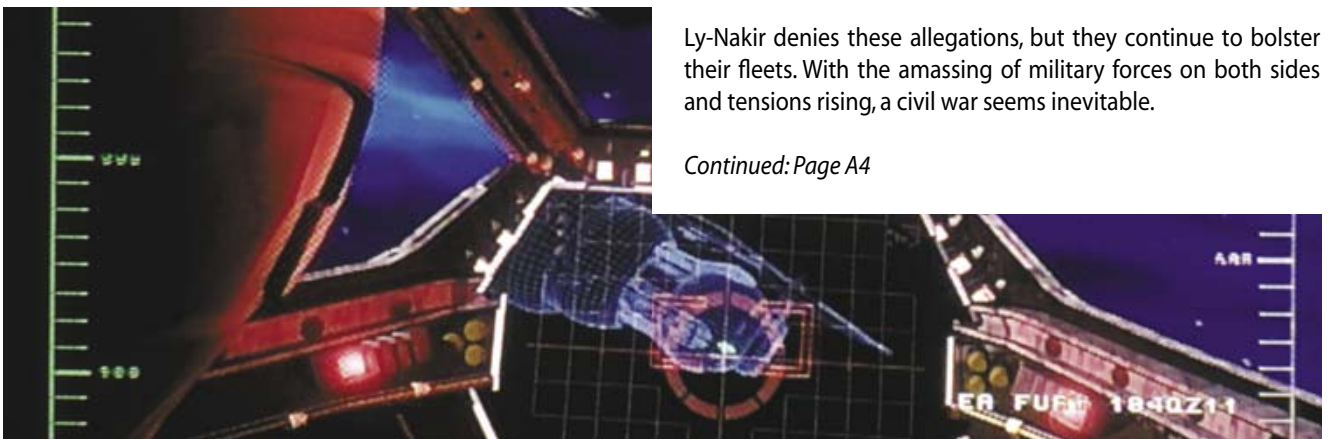 Ly-Nakir denies these allegations, but they continue to bolster
their fleets. With the amassing of military forces on both sides
and tensions rising, a civil war seems inevitable.
Continued: Page A4
1840Z11